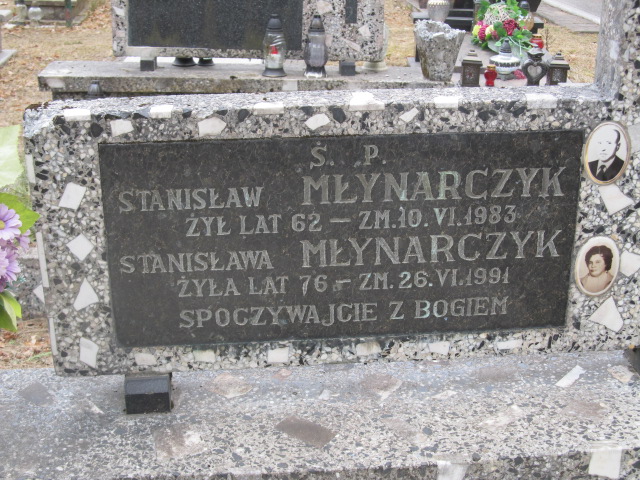 Ś. P.
STANISŁAW MŁYNARCZYK
ŻYŁ LAT 62 – ZM. 10. VI. 1983
STANISŁAWA MŁYNARCZYK
ŻYŁA LAT 76 – ZM. 26. VI. 1991
SPOCZYWAJCIE Z BOGIEM